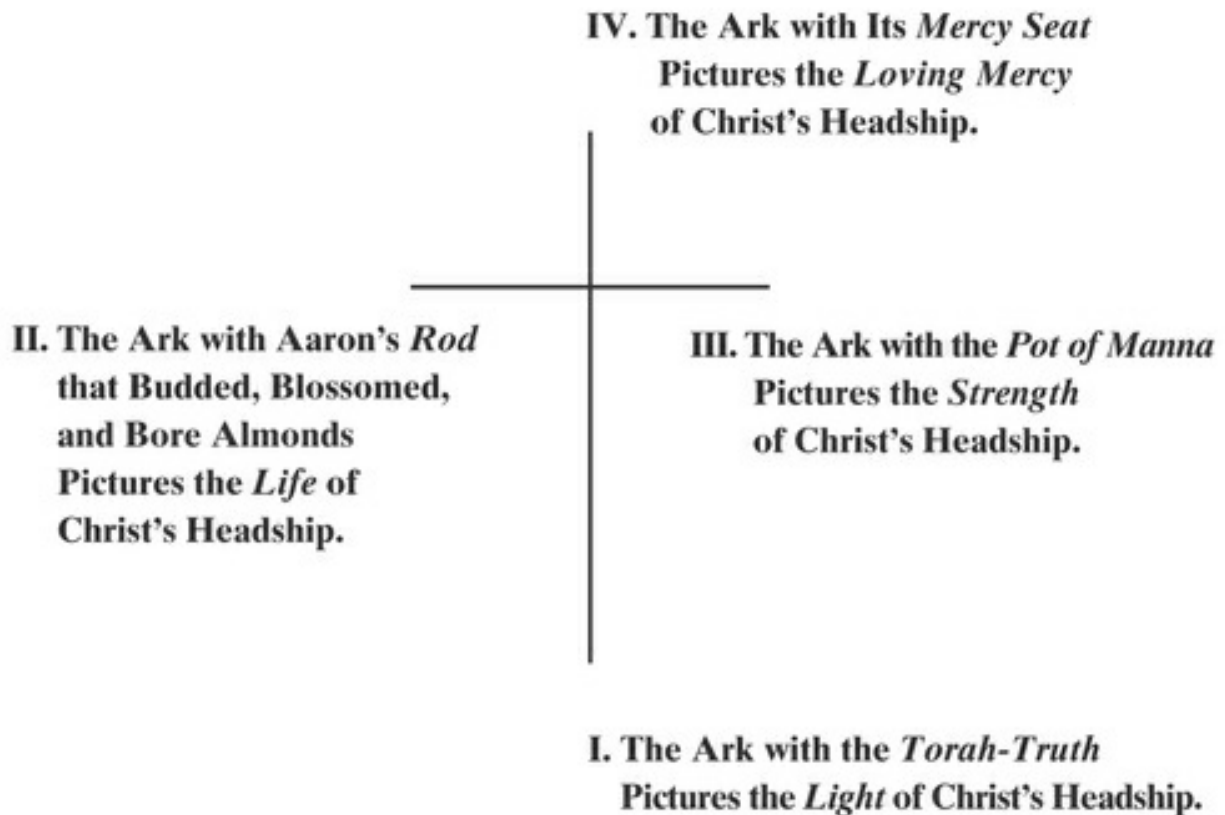 IV. The Ark with Its Mercy Seat
Pictures the Loving Mercy
of Christ's Headship.
II. The Ark with Aaron's Rod
that Budded, Blossomed,
and Bore Almonds
Pictures the Life of
Christ's Headship.
III. The Ark with the Pot of Manna
Pictures the Strength
of Christ's Headship.
I. The Ark with the Torah-Truth
Pictures the Light of Christ's Headship.